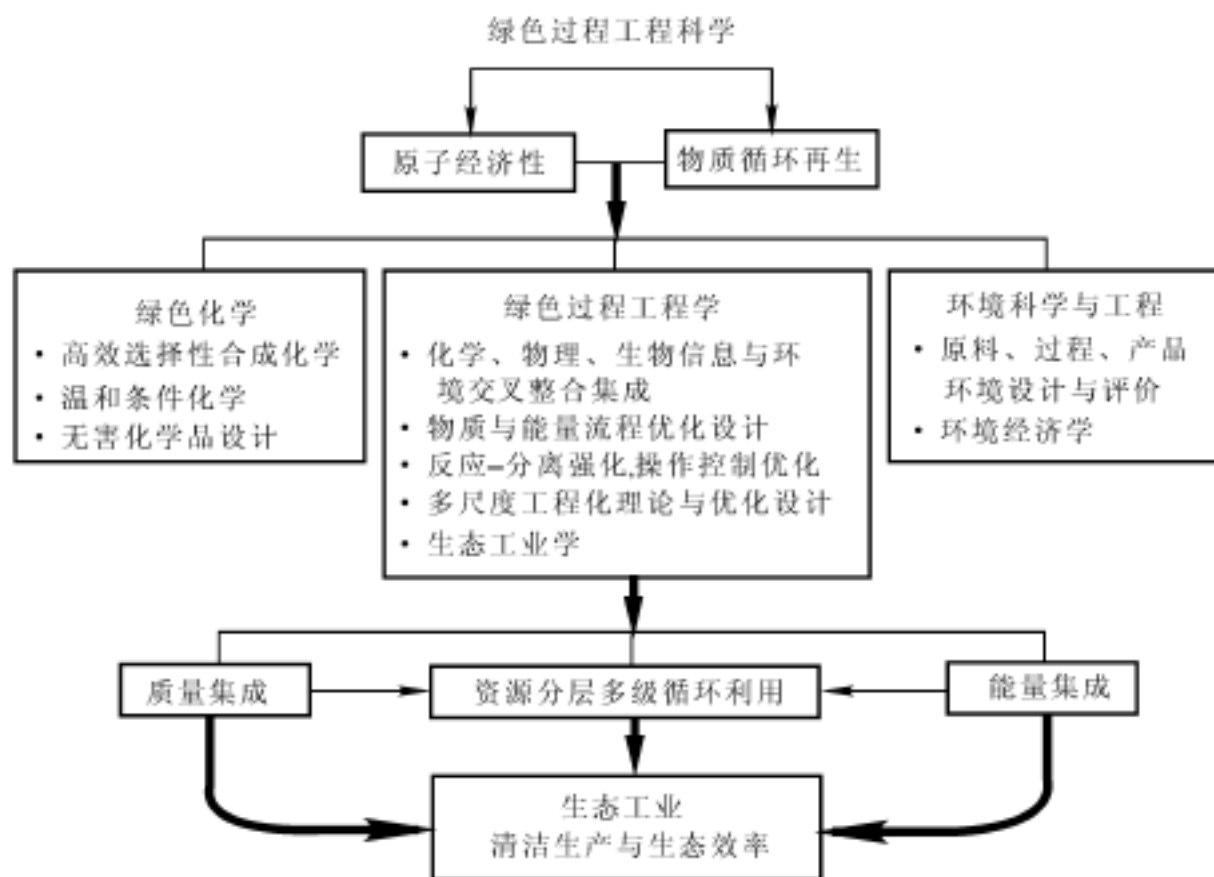 绿色过程工程科学
原子经济性
物质循环再生
绿色化学
• 高效选择性合成化学
• 温和条件化学
• 无害化学品设计
绿色过程工程学
• 化学、物理、生物信息与环
境交叉整合集成
• 物质与能量流程优化设计
• 反应-分离强化,操作控制优化
• 多尺度工程化理论与优化设计
• 生态工业学
环境科学与工程
• 原料、过程、产品
环境设计与评价
• 环境经济学
质量集成
资源分层多级循环利用
能量集成
生态工业
清洁生产与生态效率